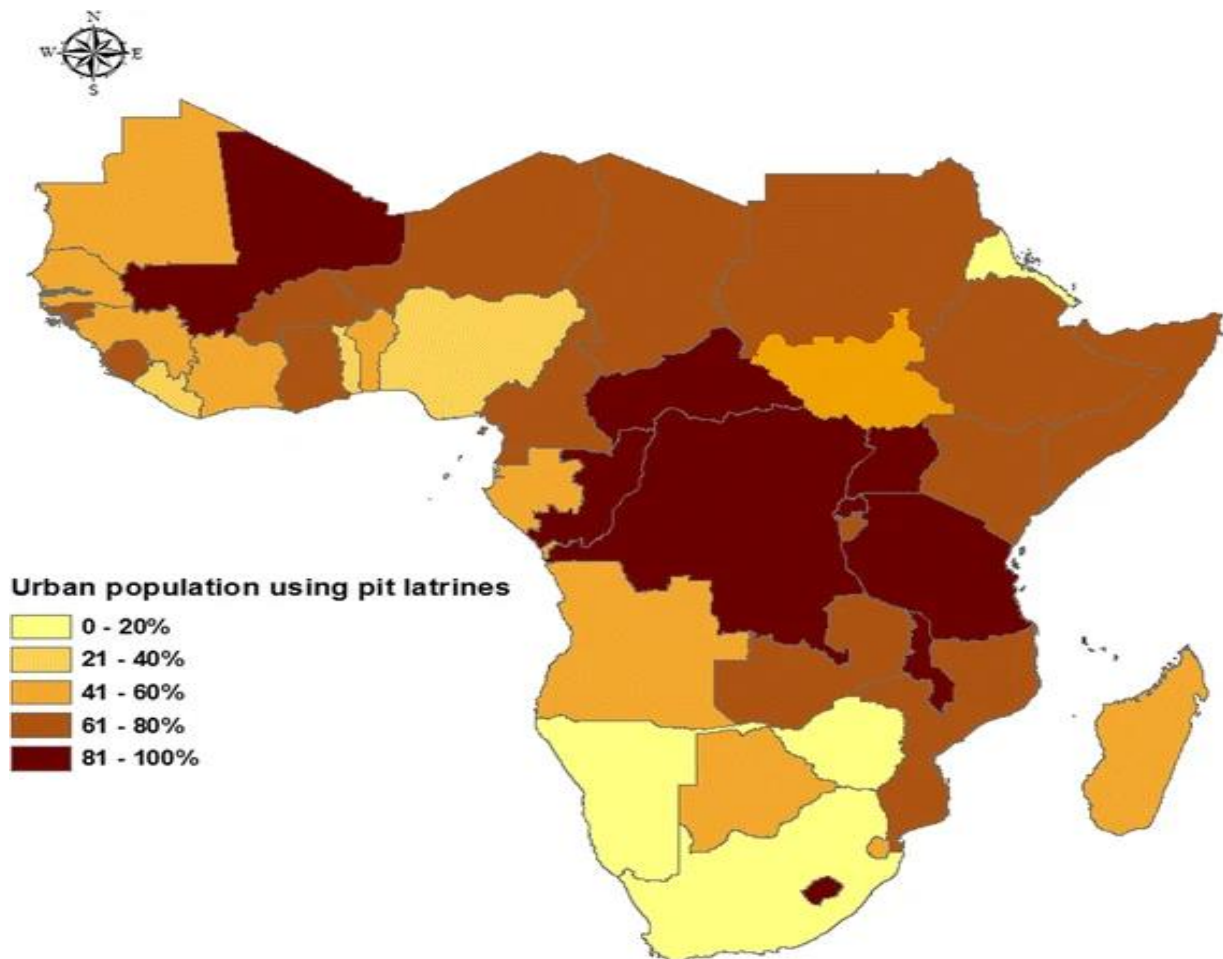 N
W E
S
Urban population using pit latrines
0 - 20%
21 - 40%
41 - 60%
61 - 80%
81 - 100%